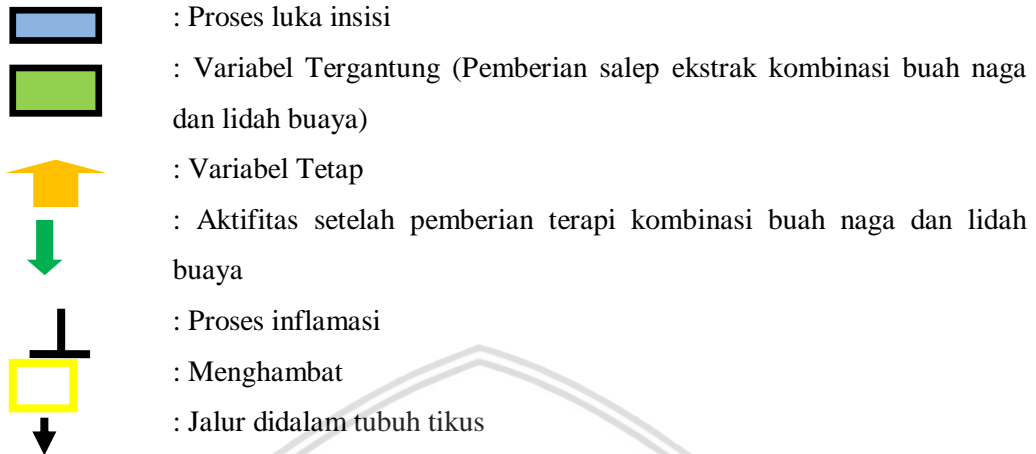 : Proses luka insisi
: Variabel Tergantung (Pemberian salep ekstrak kombinasi buah naga
dan lidah buaya)
: Variabel Tetap
: Aktifitas setelah pemberian terapi kombinasi buah naga dan lidah
buaya
: Proses inflamasi
: Menghambat
: Jalur didalam tubuh tikus